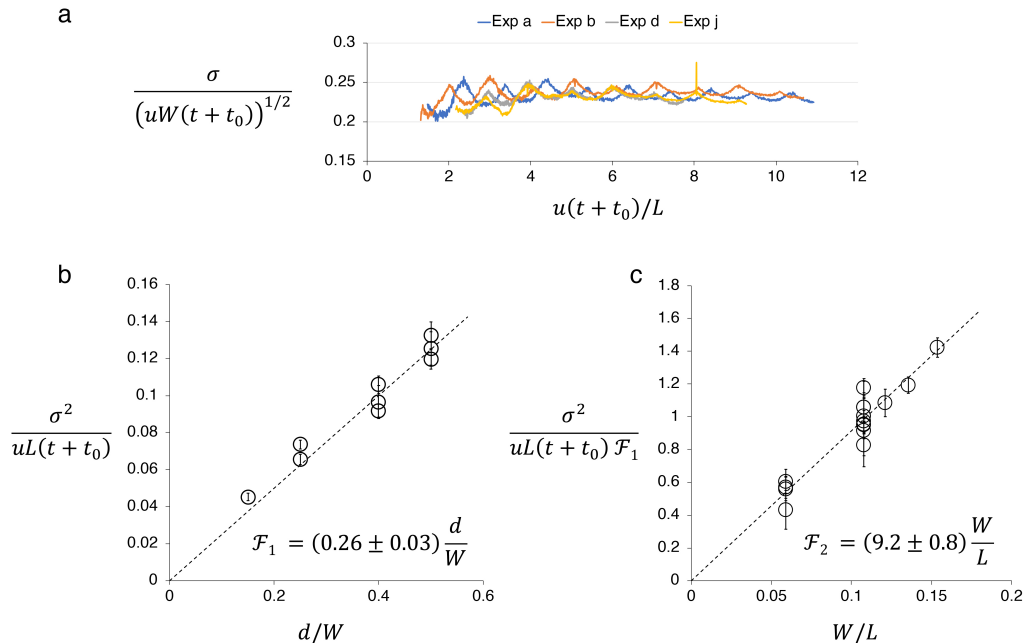 a
Exp a Exp b Exp d Exp j
0.3
0.25
0.2
0.15
σ
(uW(t + t₀))^1/2
0 2 4 6 8 10 12
u(t + t₀)/L
b
0.16
0.14
0.12
0.1
0.08
0.06
0.04
0.02
0
σ²
uL(t + t₀)
ℱ₁ = (0.26 ± 0.03) d/W
0 0.2 0.4 0.6
d/W
c
1.8
1.6
1.4
1.2
1
0.8
0.6
0.4
0.2
0
σ²
uL(t + t₀) ℱ₁
ℱ₂ = (9.2 ± 0.8) W/L
0 0.05 0.1 0.15 0.2
W/L